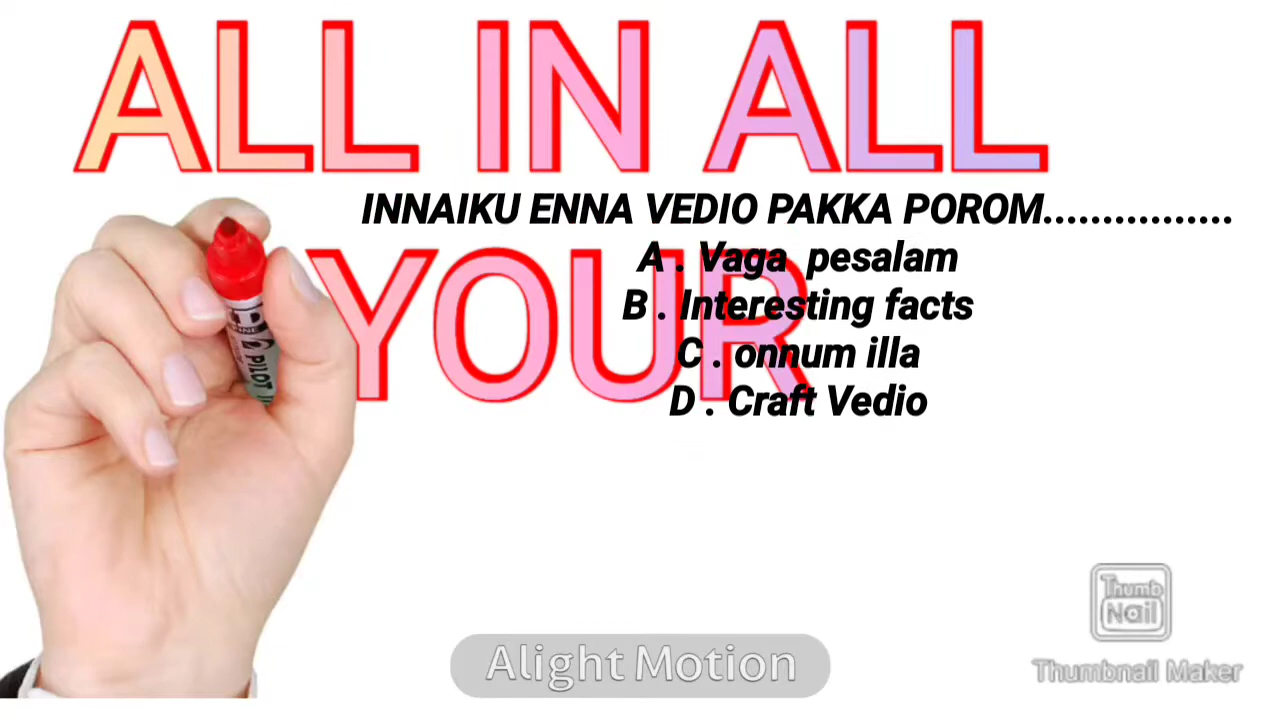 ALL IN ALL
INNAIKU ENNA VEDIO PAKKA POROM................
YOUR
A . Vaga pesalam
B . Interesting facts
C . onnum illa
D . Craft Vedio
PILOT
Thumb
Nail
Alight Motion
Thumbnail Maker